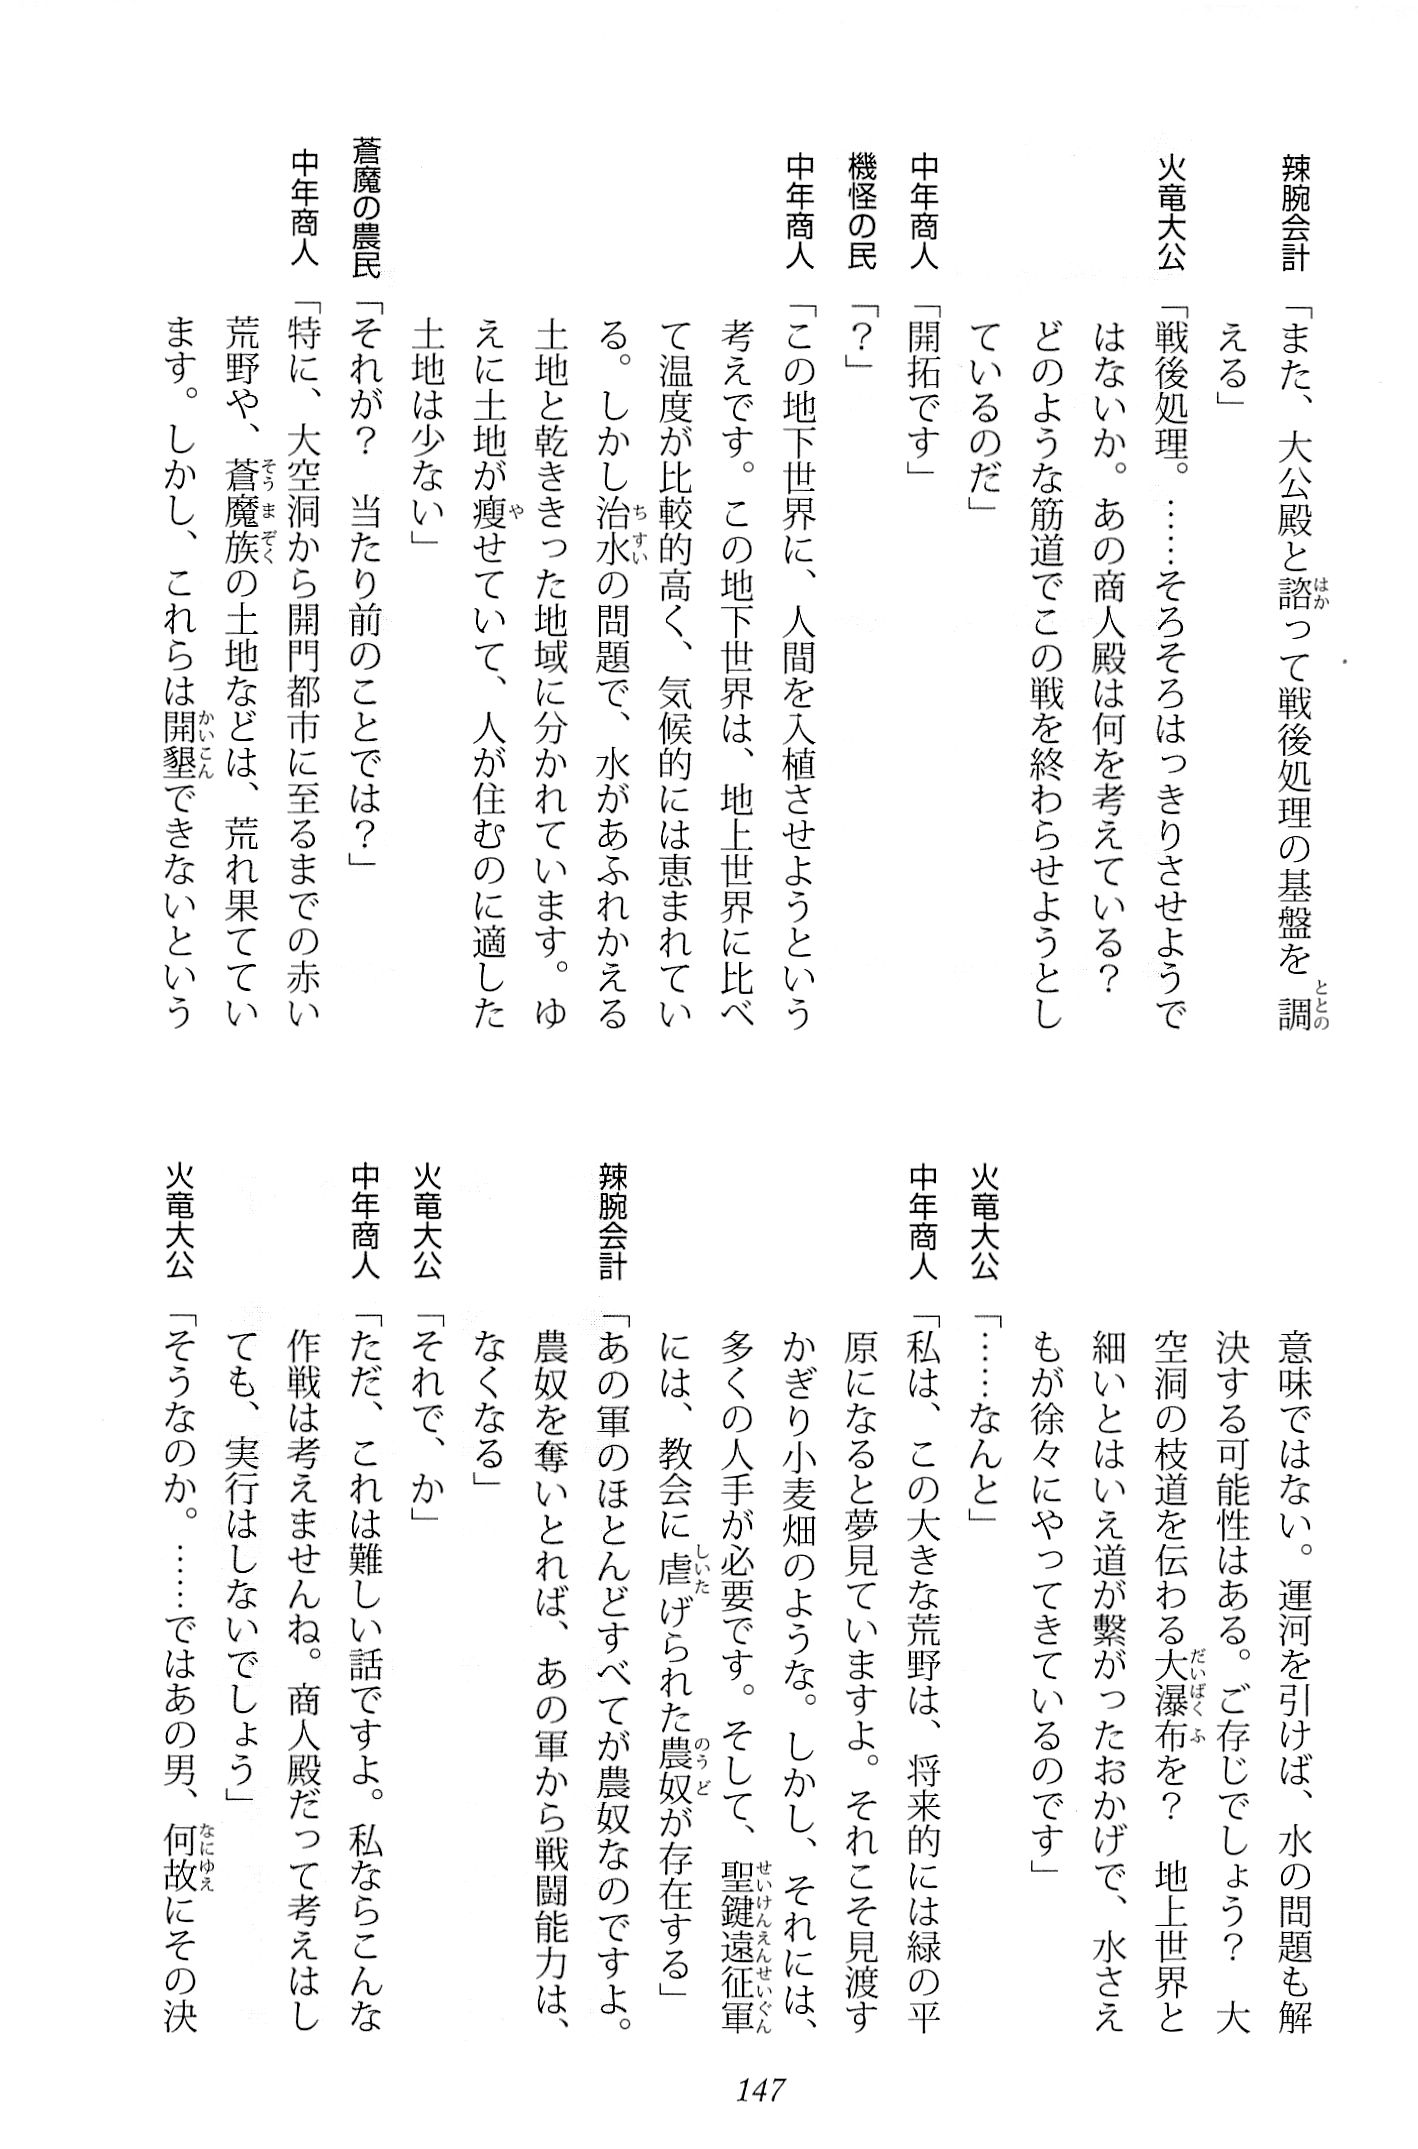 辣腕会計「また、大公殿と諮って戦後処理の基盤を調
える」
火竜大公「戦後処理。……そろそろはっきりさせようで
はないか。あの商人殿は何を考えている？
どのような筋道でこの戦を終わらせようとし
ているのだ」
中年商人「開拓です」
機怪の民「？」
中年商人「この地下世界に、人間を入植させようという
考えです。この地下世界は、地上世界に比べ
て温度が比較的高く、気候的には恵まれてい
る。しかし治水の問題で、水があふれかえる
土地と乾ききった地域に分かれています。ゆ
えに土地が瘦せていて、人が住むのに適した
土地は少ない」
蒼魔の農民「それが？　当たり前のことでは？」
中年商人「特に、大空洞から開門都市に至るまでの赤い
荒野や、蒼魔族の土地などは、荒れ果ててい
ます。しかし、これらは開墾できないという
意味ではない。運河を引けば、水の問題も解
決する可能性はある。ご存じでしょう？　大
空洞の枝道を伝わる大瀑布を？　地上世界と
細いとはいえ道が繫がったおかげで、水さえ
もが徐々にやってきているのです」
火竜大公「……なんと」
中年商人「私は、この大きな荒野は、将来的には緑の平
原になると夢見ていますよ。それこそ見渡す
かぎり小麦畑のような。しかし、それには、
多くの人手が必要です。そして、聖鍵遠征軍
には、教会に虐げられた農奴が存在する」
辣腕会計「あの軍のほとんどすべてが農奴なのですよ。
農奴を奪いとれば、あの軍から戦闘能力は、
なくなる」
火竜大公「それで、か」
中年商人「ただ、これは難しい話ですよ。私ならこんな
作戦は考えませんね。商人殿だって考えはし
ても、実行はしないでしょう」
火竜大公「そうなのか。……ではあの男、何故にその決
147